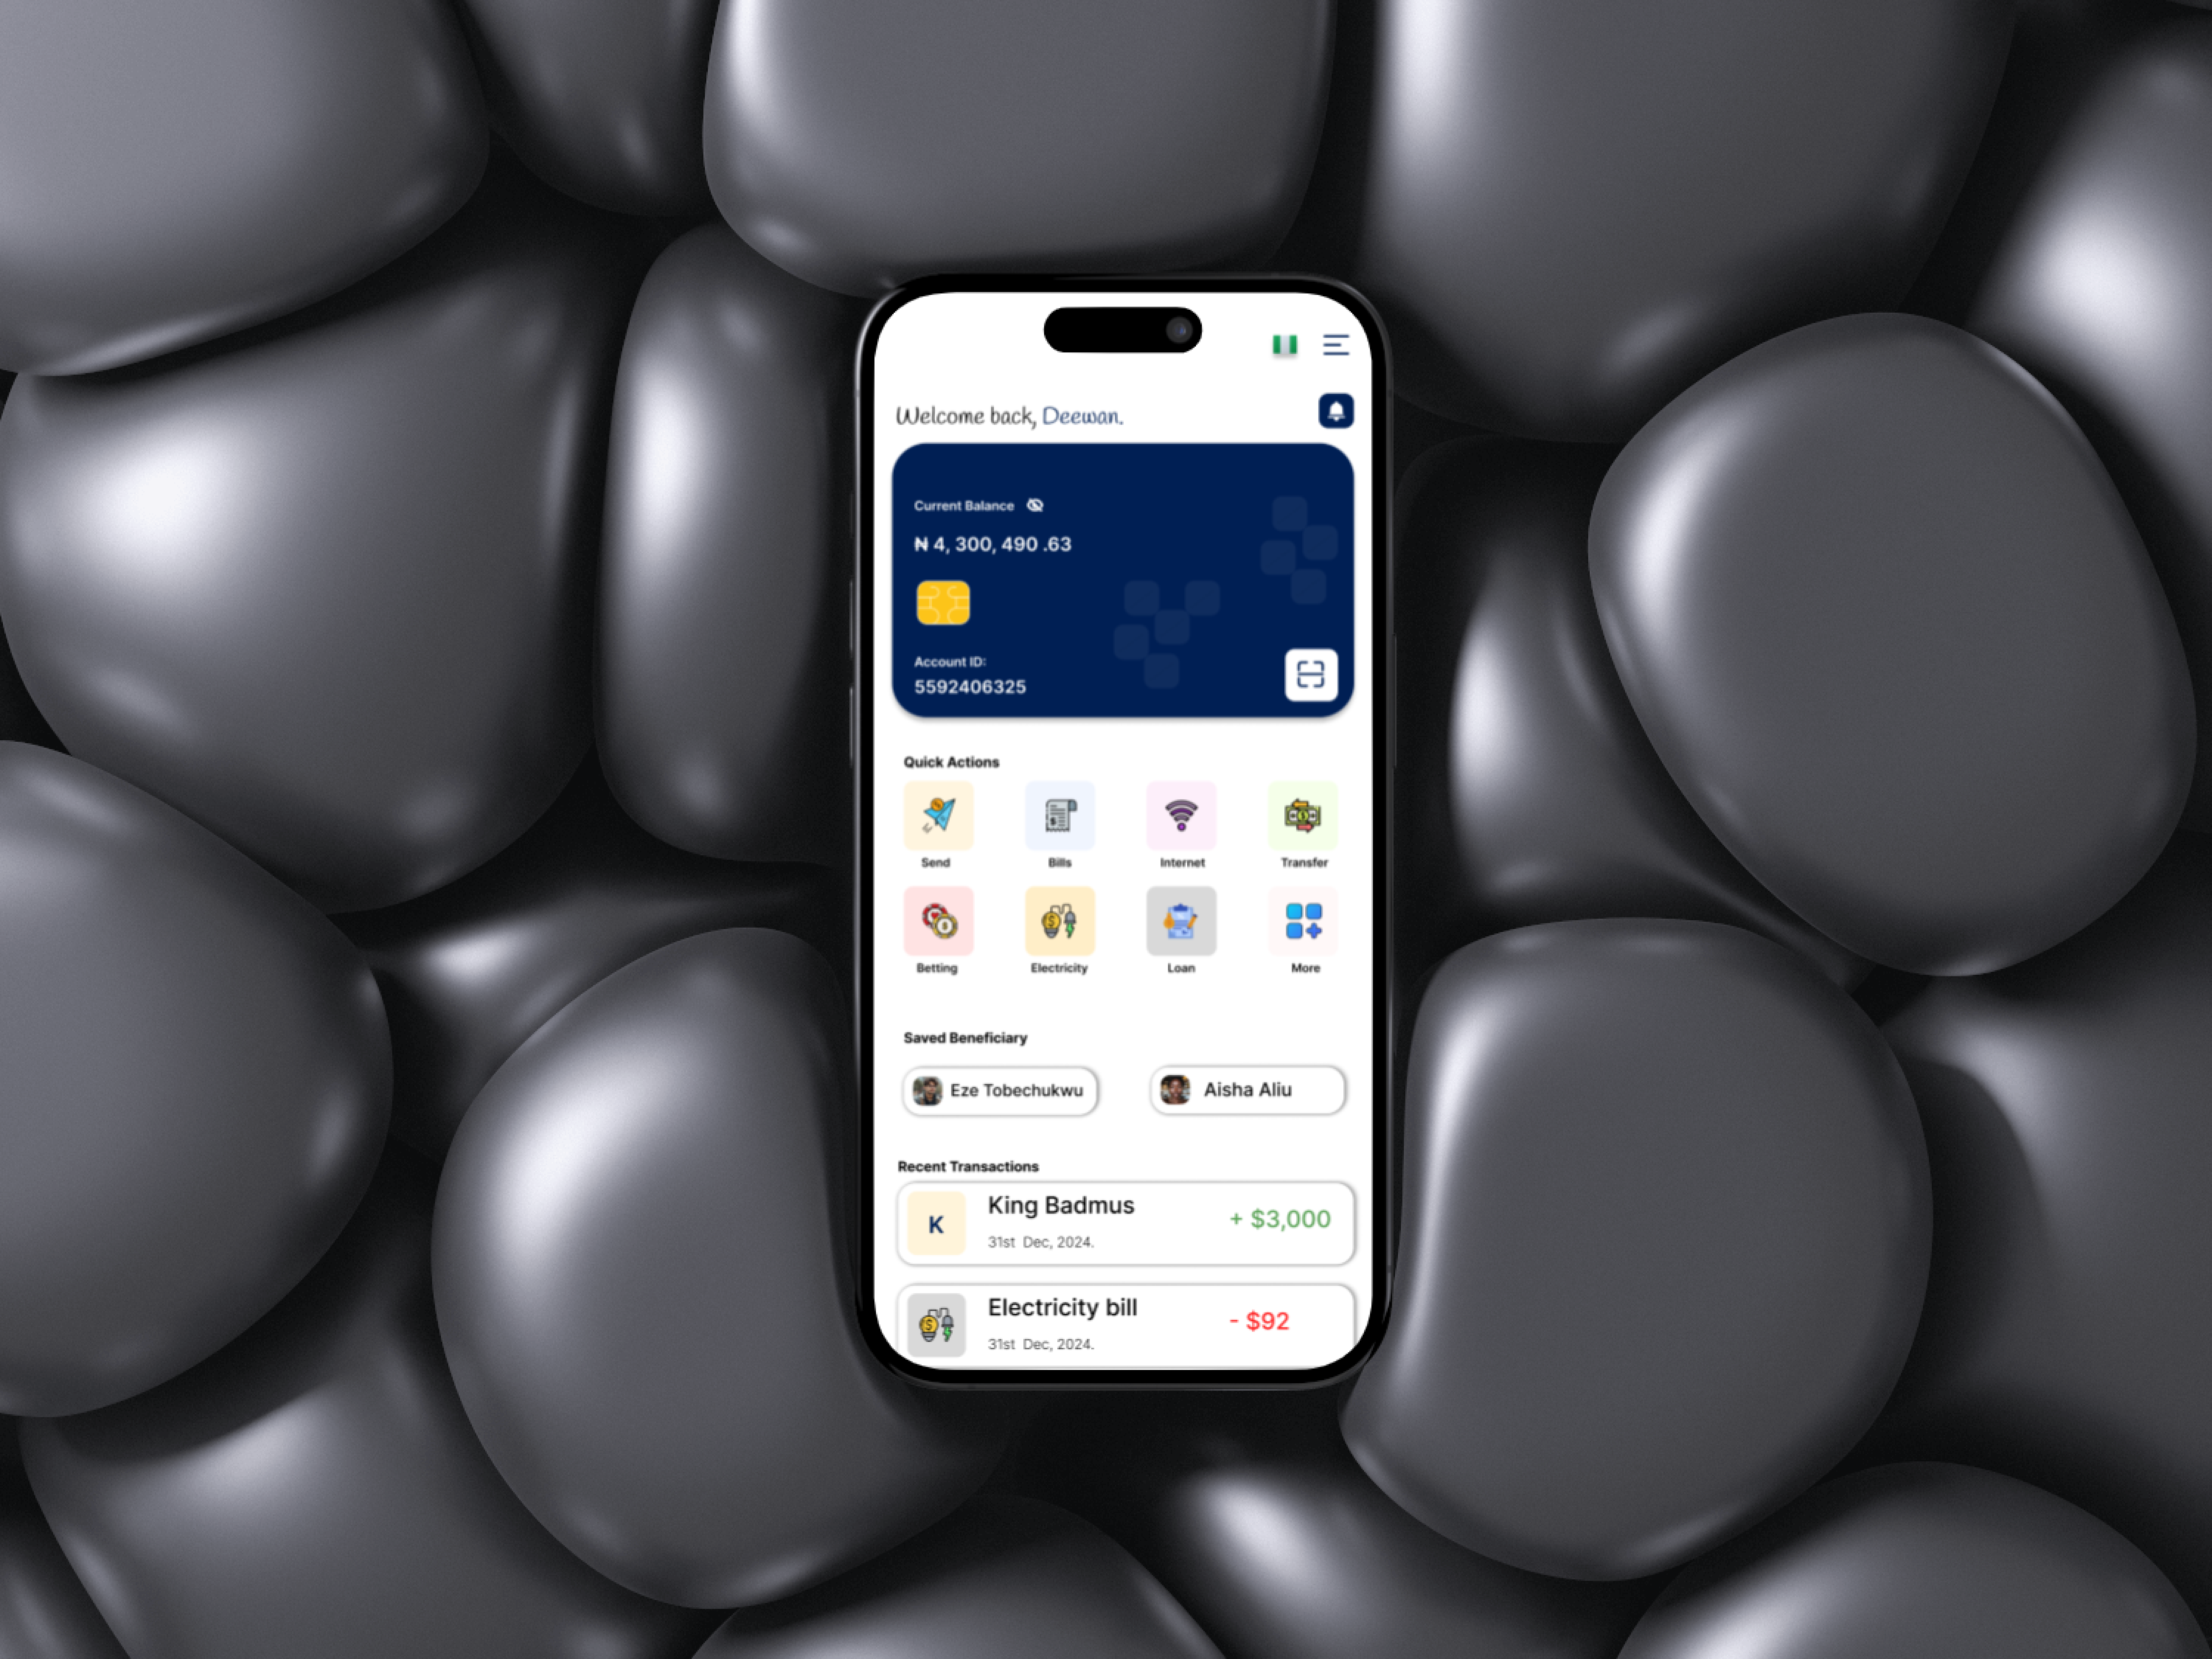 Welcome back, Deewan.
Current Balance
₦ 4, 300, 490 .63
Account ID:
5592406325
Quick Actions
Send Bills Internet Transfer
Betting Electricity Loan More
Saved Beneficiary
Eze Tobechukwu Aisha Aliu
Recent Transactions
K King Badmus + $3,000
31st Dec, 2024.
Electricity bill - $92
31st Dec, 2024.